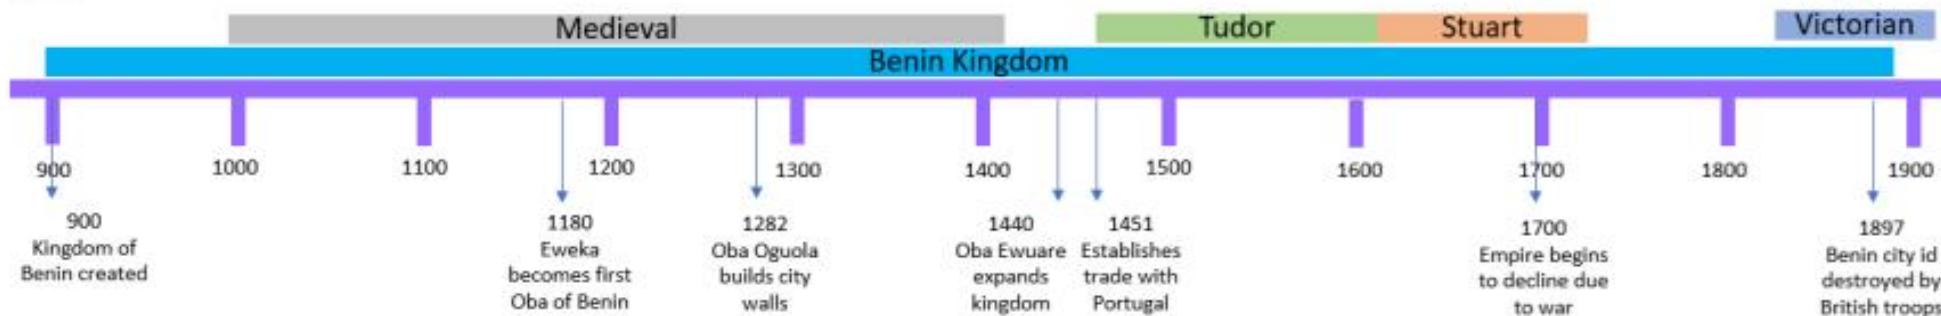 Medieval
Tudor
Stuart
Victorian
Benin Kingdom
900
1000
1100
1200
1300
1400
1500
1600
1700
1800
1900
900
Kingdom of
Benin created
1180
Eweka
becomes first
Oba of Benin
1282
Oba Oguola
builds city
walls
1440
Oba Ewuare
expands
kingdom
1451
Establishes
trade with
Portugal
1700
Empire begins
to decline due
to war
1897
Benin city id
destroyed by
British troops